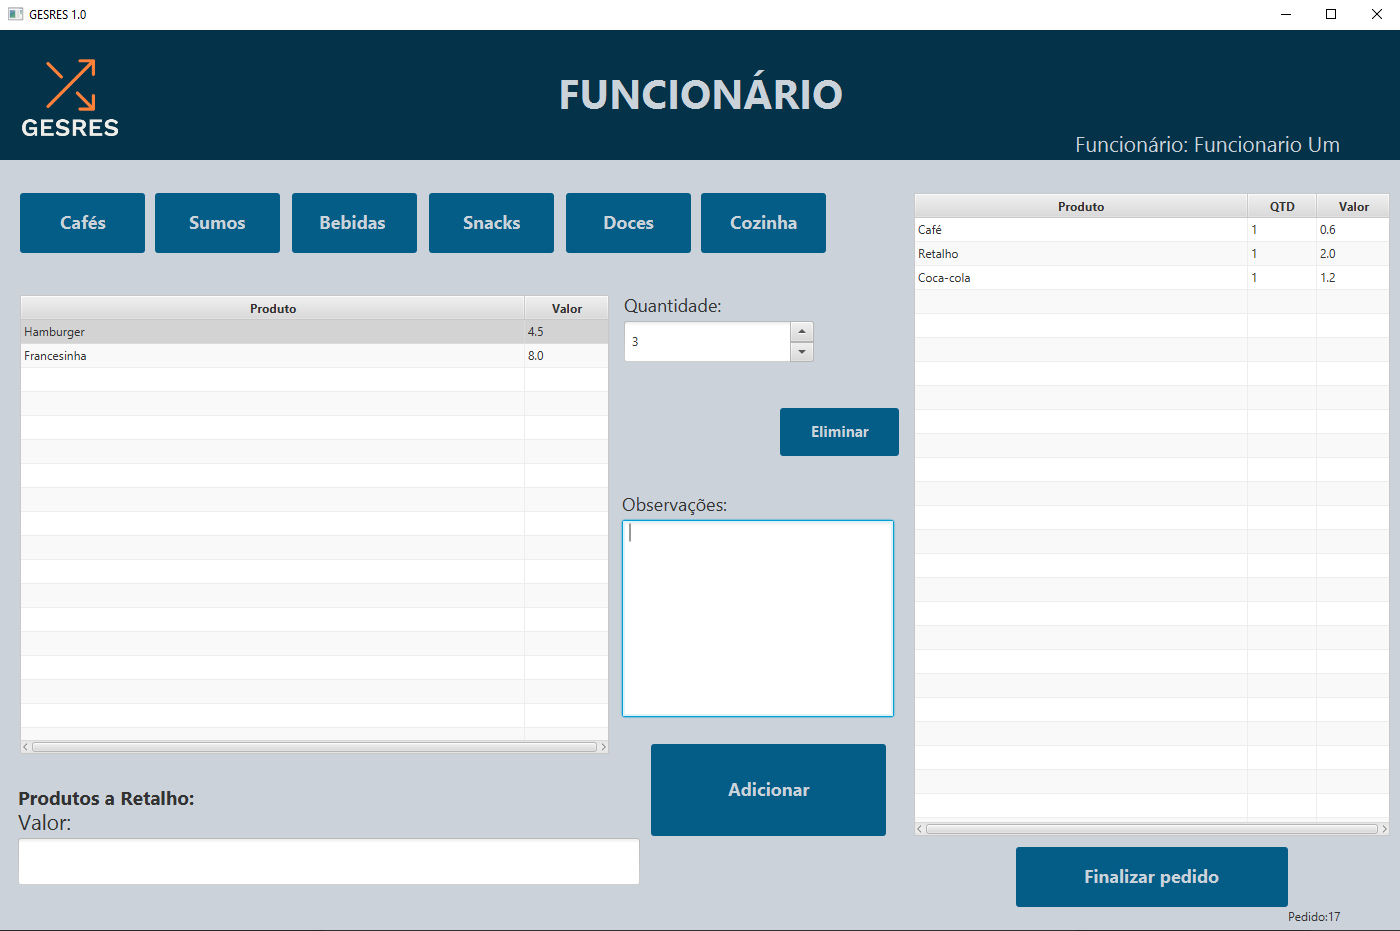 GESRES 1.0
GESRES
FUNCIONÁRIO
Funcionário: Funcionario Um
Cafés Sumos Bebidas Snacks Doces Cozinha
Produto Valor
Hamburger 4.5
Francesinha 8.0
Quantidade:
3
Eliminar
Observações:
Adicionar
Produtos a Retalho:
Valor:
Produto QTD Valor
Café 1 0.6
Retalho 1 2.0
Coca-cola 1 1.2
Finalizar pedido
Pedido:17